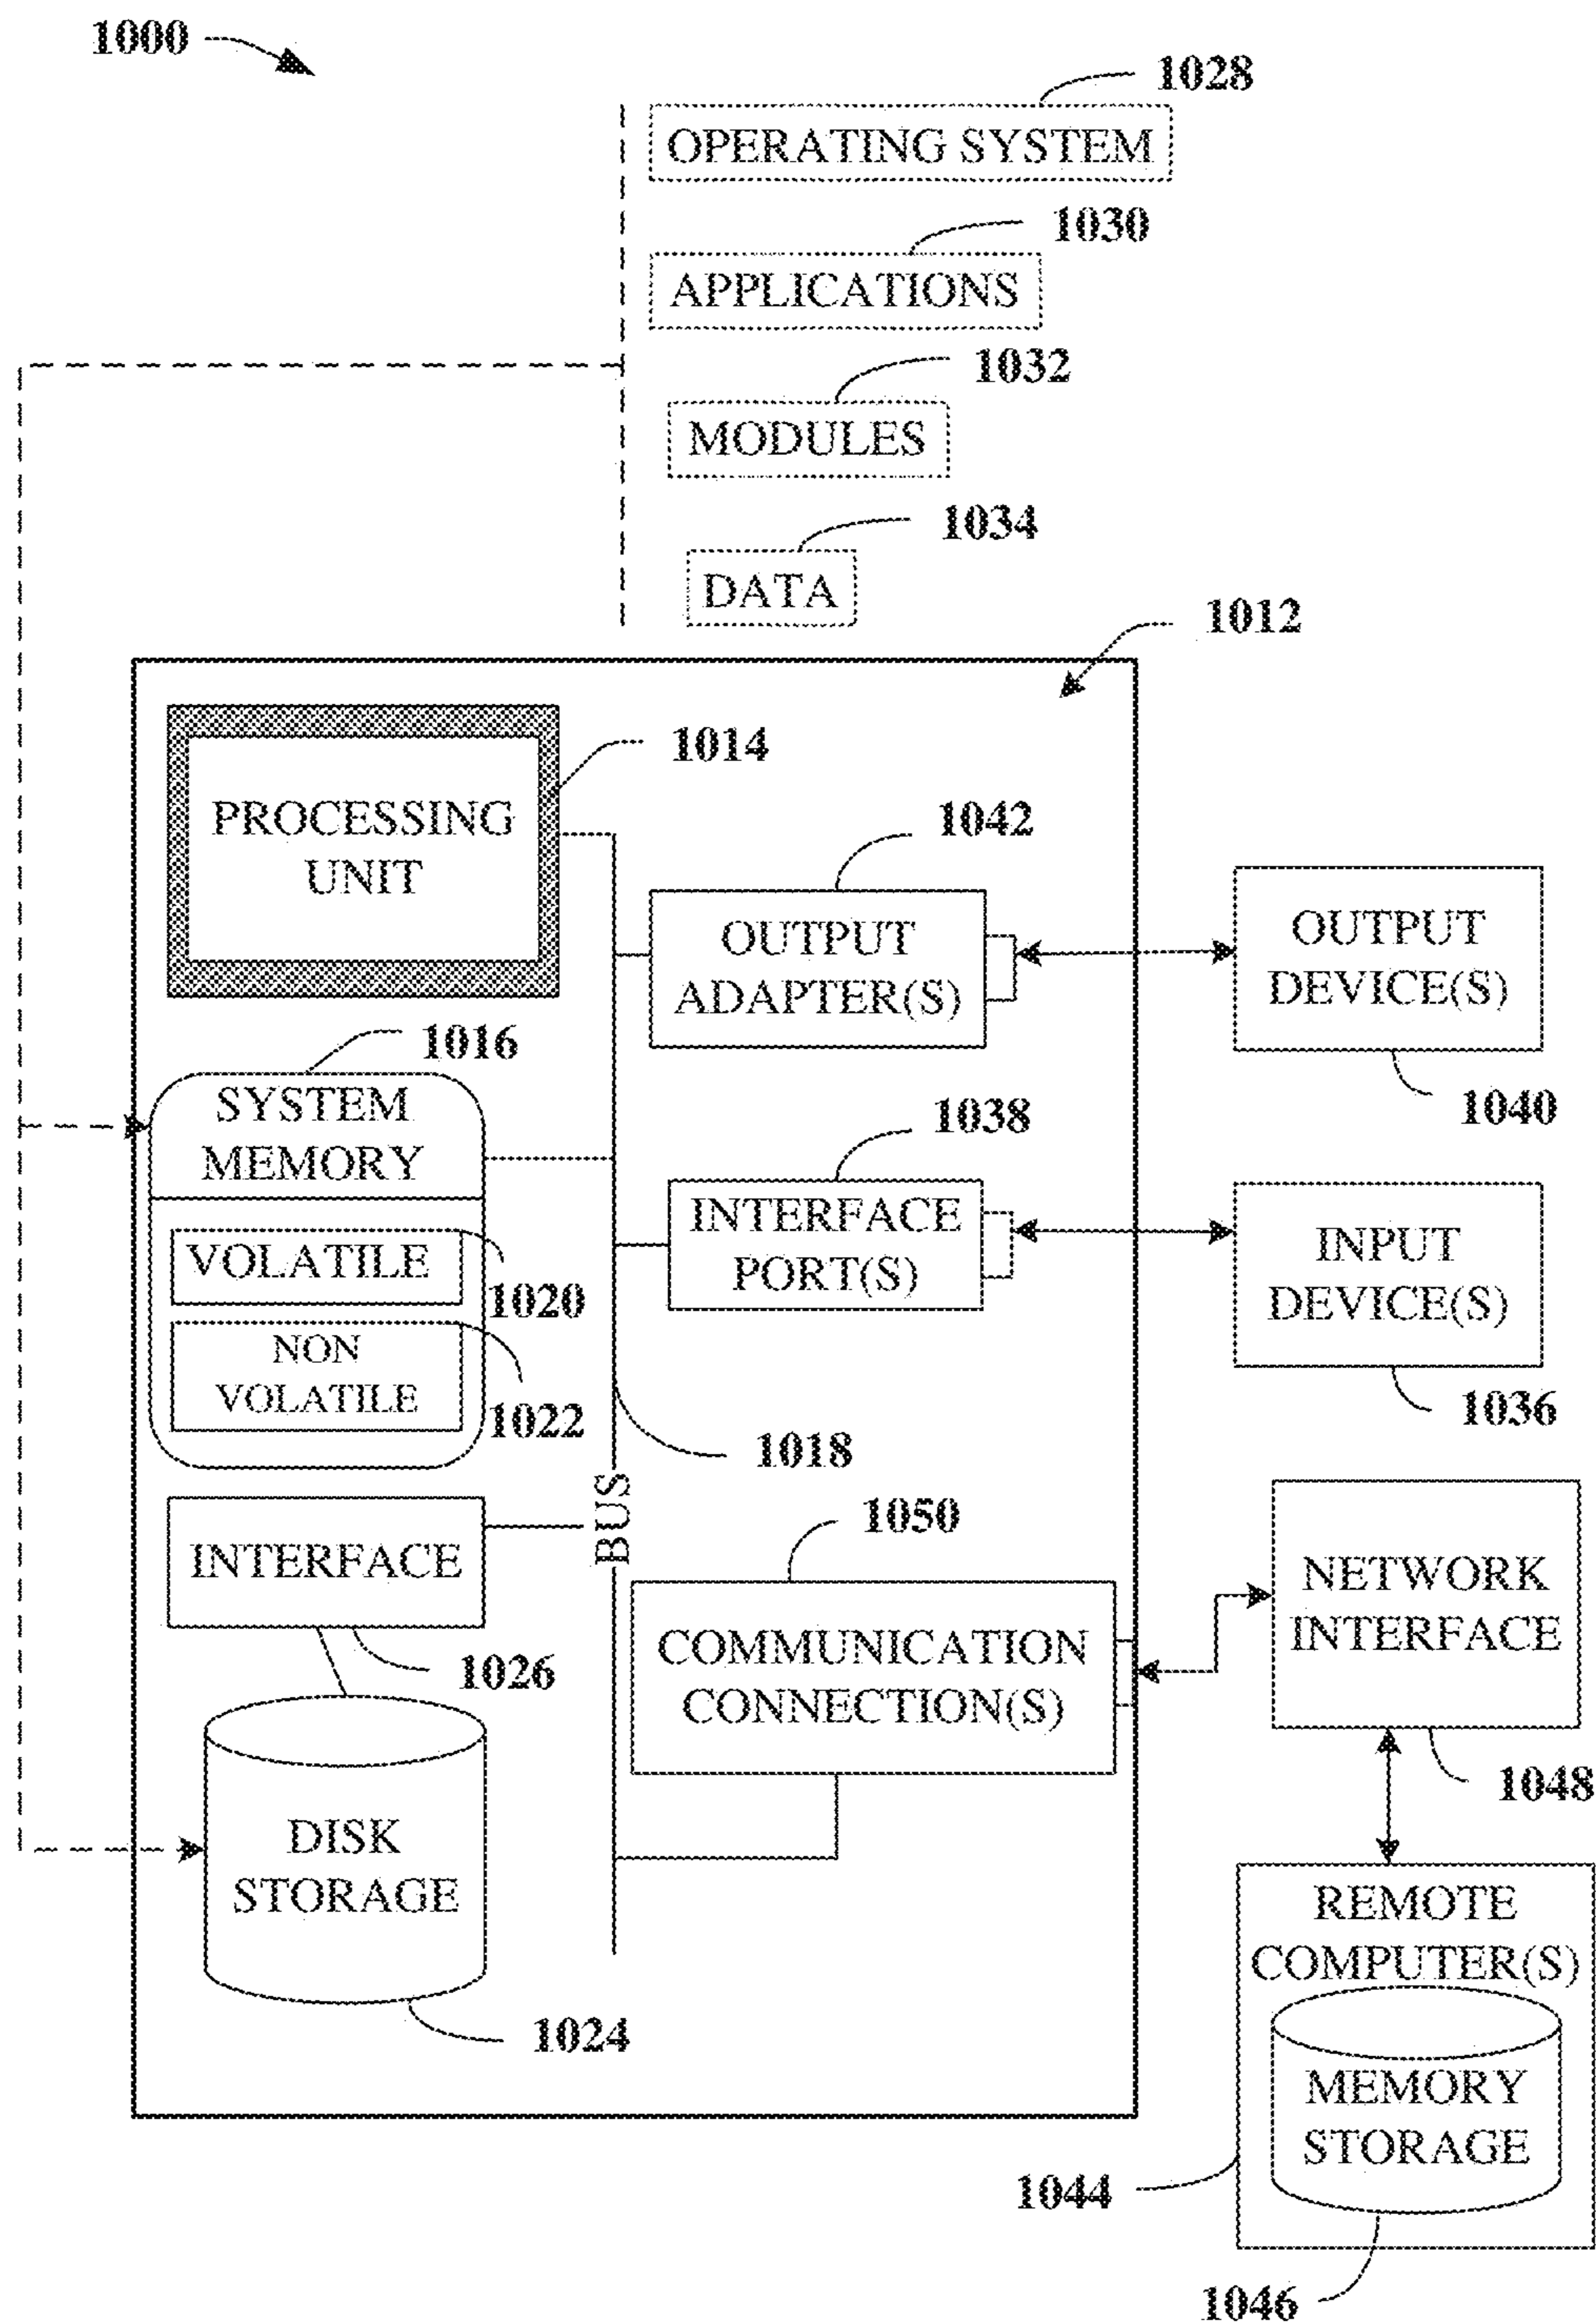 1000
1028
OPERATING SYSTEM
1030
APPLICATIONS
1032
MODULES
1034
DATA
1012
PROCESSING
UNIT
1014
1042
OUTPUT
ADAPTER(S)
OUTPUT
DEVICE(S)
1040
1016
SYSTEM
MEMORY
VOLATILE
1020
NON
VOLATILE
1022
1038
INTERFACE
PORT(S)
INPUT
DEVICE(S)
1036
1018
BUS
INTERFACE
1026
1050
COMMUNICATION
CONNECTION(S)
NETWORK
INTERFACE
1048
DISK
STORAGE
1024
REMOTE
COMPUTER(S)
MEMORY
STORAGE
1044
1046